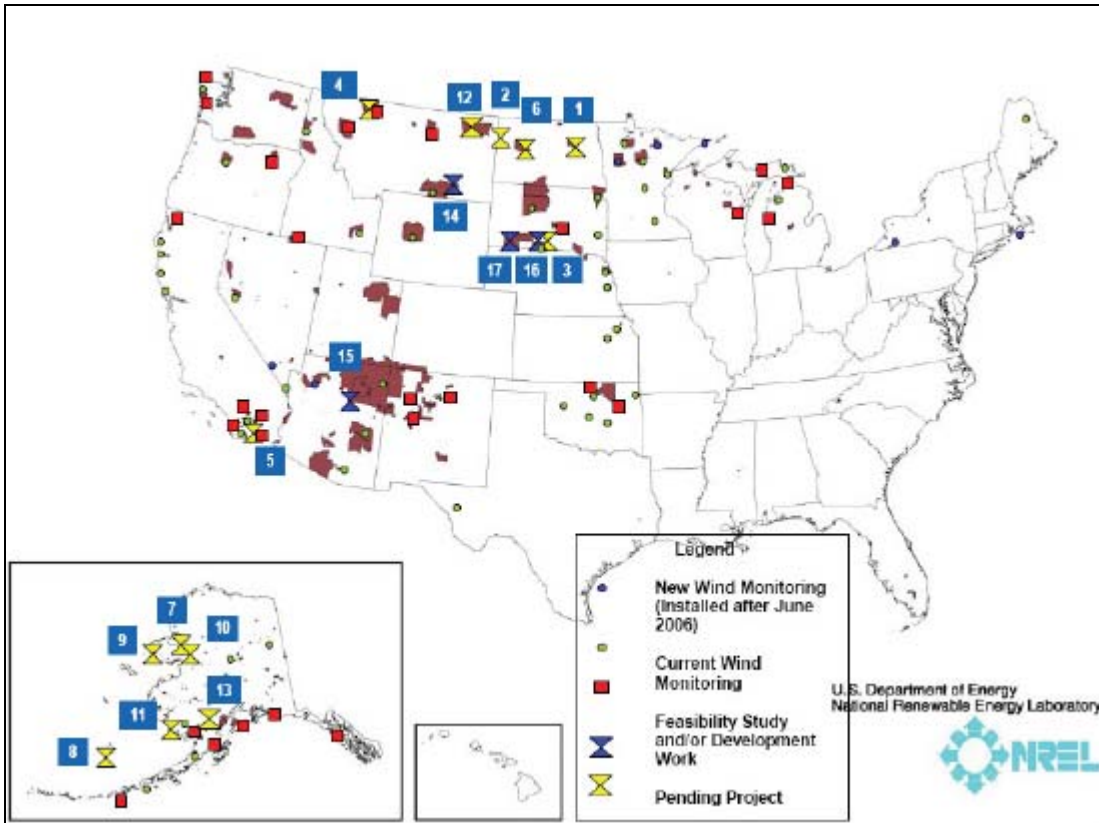 4
12
2
6
1
14
17
16
3
15
5
7
9
10
13
11
8
Legend
New Wind Monitoring
(Installed after June
2006)
Current Wind
Monitoring
Feasibility Study
and/or Development
Work
Pending Project
U.S. Department of Energy
National Renewable Energy Laboratory
NREL